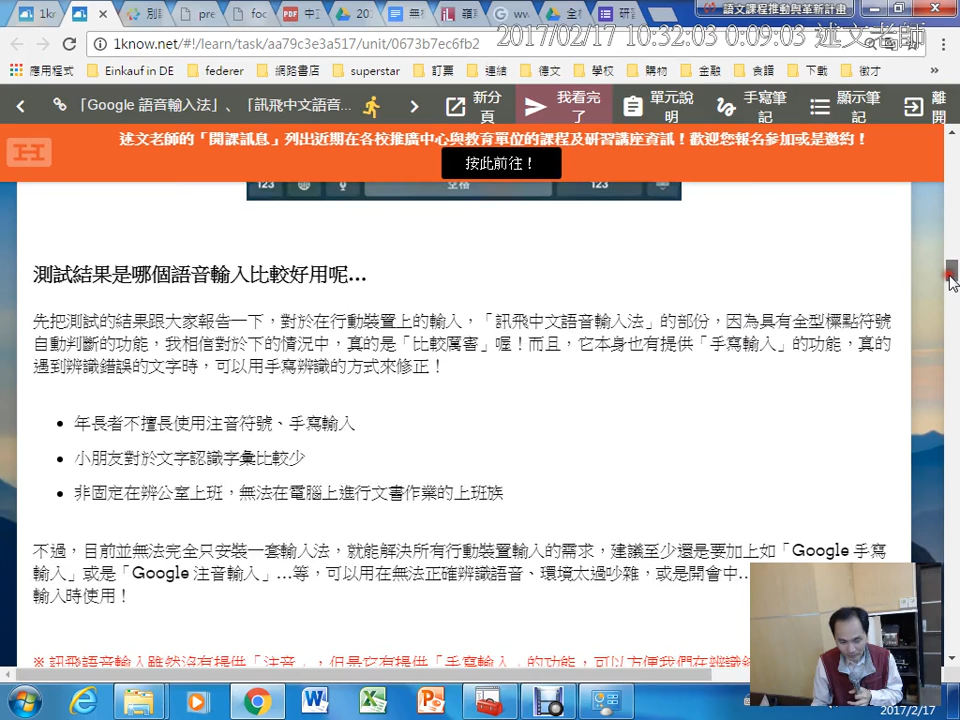 1kr
別
pre
foc
PDF 中工
201
無
顯
ww
全
研
語文課程推動與革新計畫
1know.net/#!/learn/task/aa79c3e3a517/unit/0673b7ec6fb2
2017/02/17 10:32:03 0:09:03 述文老師
應用程式 Einkauf in DE federer 網路書店 superstar 訂票 連結 德文 學校 購物 金融 食譜 下載 徵才
「Google 語音輸入法」、「訊飛中文語音... 新分頁 我看完了 單元說明 手寫筆記 顯示筆記 離開
述文老師的「開課訊息」列出近期在各校推廣中心與教育單位的課程及研習講座資訊！歡迎您報名參加或是邀約！
按此前往！
123 空格 123
測試結果是哪個語音輸入比較好用呢...
先把測試的結果跟大家報告一下，對於在行動裝置上的輸入，「訊飛中文語音輸入法」的部份，因為具有全型標點符號
自動判斷的功能，我相信對於下的情況中，真的是「比較厲害」喔！而且，它本身也有提供「手寫輸入」的功能，真的
遇到辨識錯誤的文字時，可以用手寫辨識的方式來修正！
年長者不擅長使用注音符號、手寫輸入
小朋友對於文字認識字彙比較少
非固定在辦公室上班，無法在電腦上進行文書作業的上班族
不過，目前並無法完全只安裝一套輸入法，就能解決所有行動裝置輸入的需求，建議至少還是要加上如「Google 手寫
輸入」或是「Google 注音輸入」...等，可以用在無法正確辨識語音、環境太過吵雜，或是開會中...
輸入時使用！
※ 訊飛語音輸入雖然沒有提供「注音」，但是它有提供「手寫輸入」的功能，可以方便我們在辨識
2017/2/17